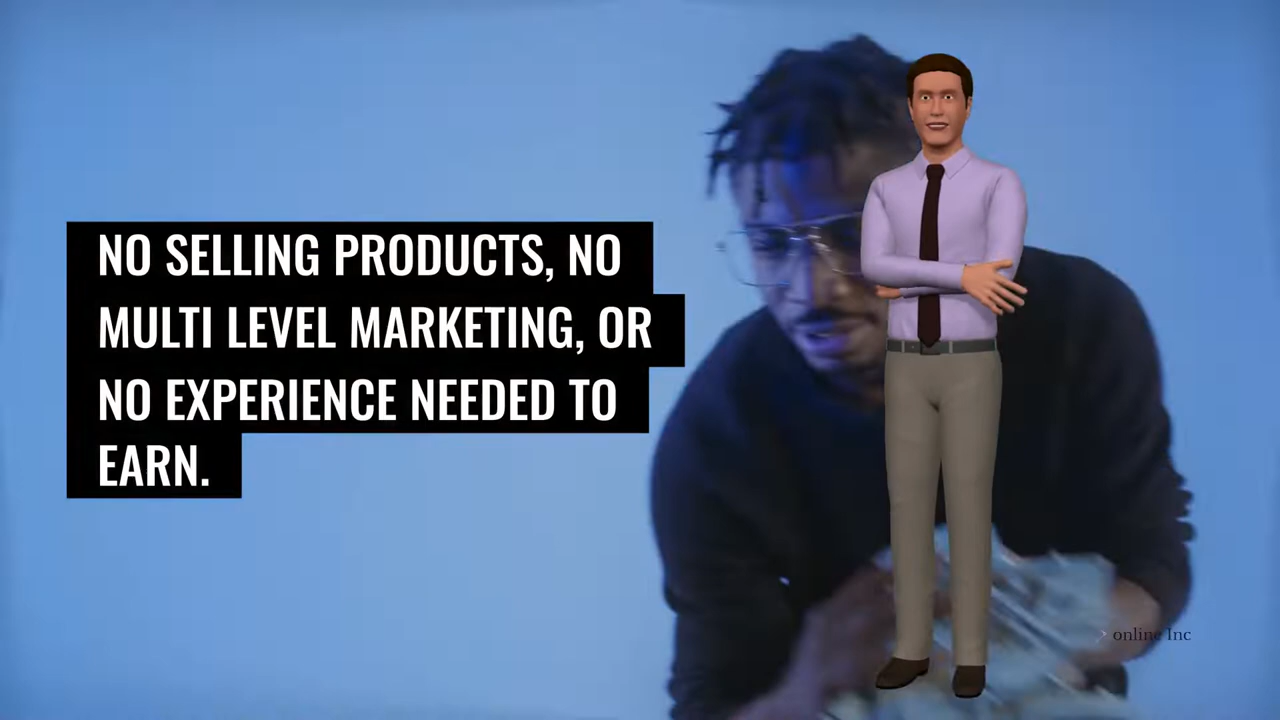 NO SELLING PRODUCTS, NO
MULTI LEVEL MARKETING, OR
NO EXPERIENCE NEEDED TO
EARN.
online Inc